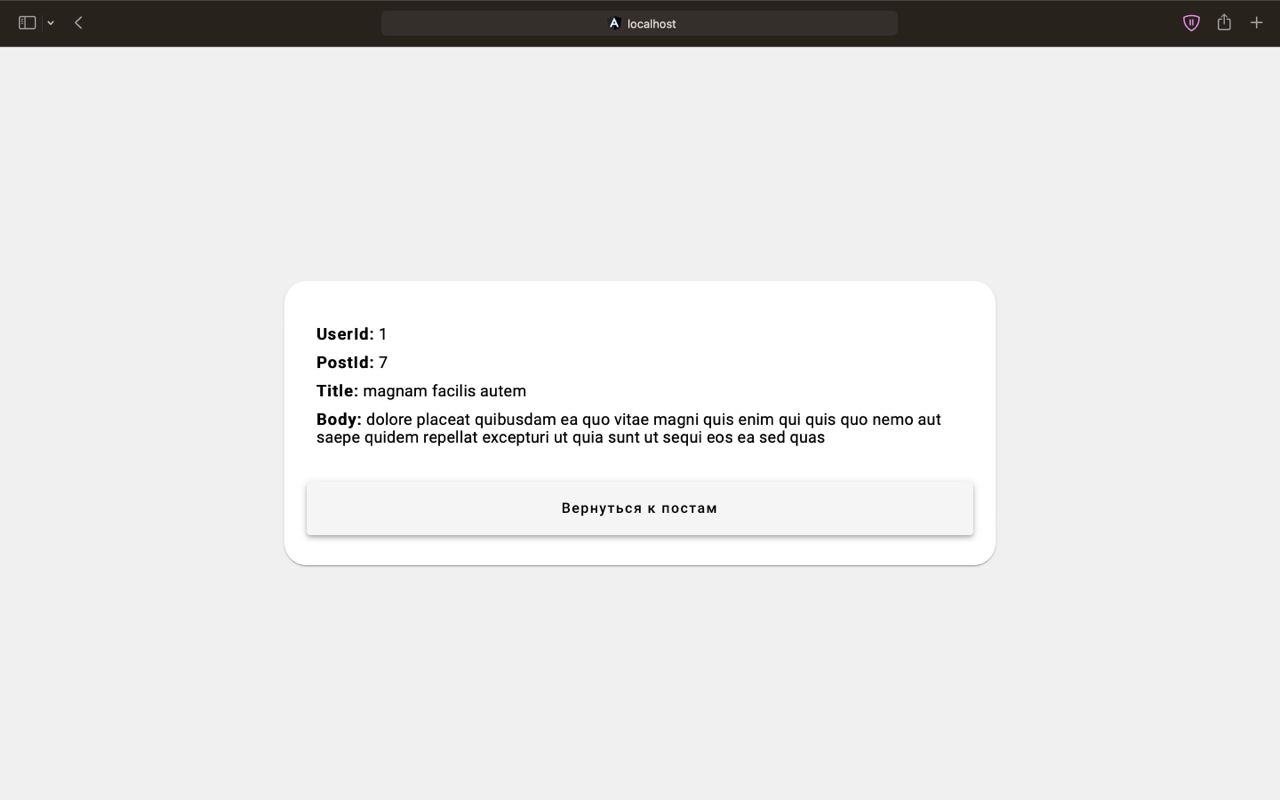 localhost
UserId: 1
PostId: 7
Title: magnam facilis autem
Body: dolore placeat quibusdam ea quo vitae magni quis enim qui quis quo nemo aut
saepe quidem repellat excepturi ut quia sunt ut sequi eos ea sed quas
Вернуться к постам